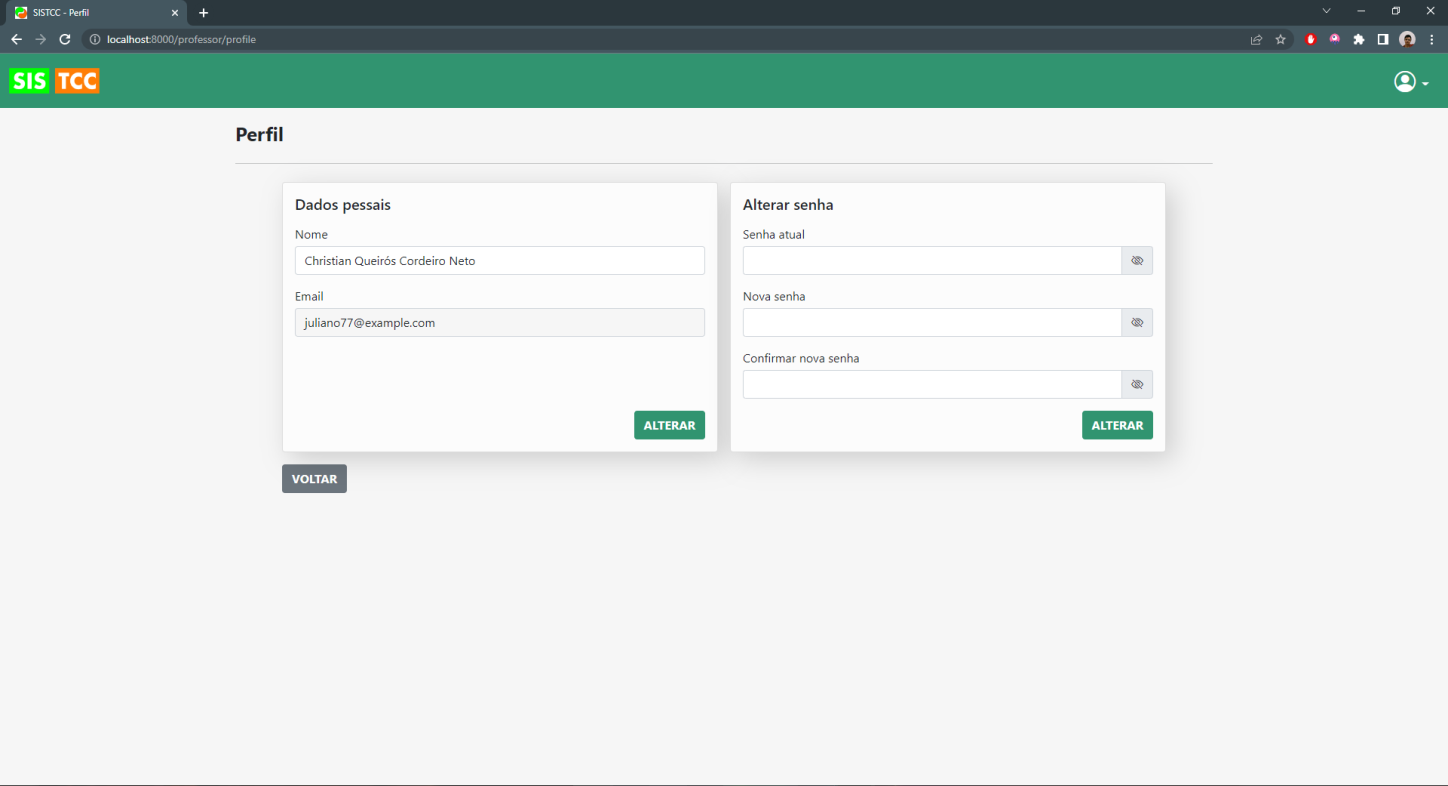 SISTCC - Perfil
localhost:8000/professor/profile
SIS TCC
Perfil
Dados pessais
Nome
Christian Queirós Cordeiro Neto
Email
juliano77@example.com
ALTERAR
Alterar senha
Senha atual
Nova senha
Confirmar nova senha
ALTERAR
VOLTAR